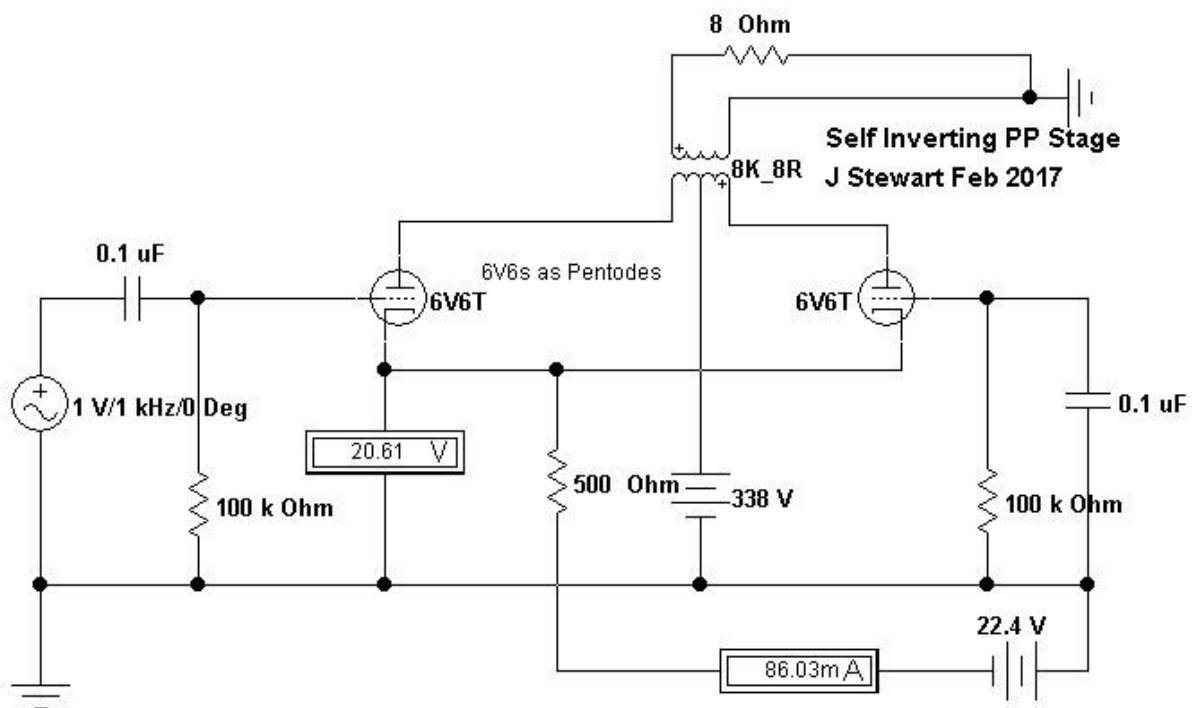 8 Ohm
Self Inverting PP Stage
8K_8R
J Stewart Feb 2017
0.1 uF
6V6s as Pentodes
6V6T
6V6T
+
1 V/1 kHz/0 Deg
0.1 uF
20.61 V
500 Ohm
338 V
100 k Ohm
100 k Ohm
22.4 V
86.03m A